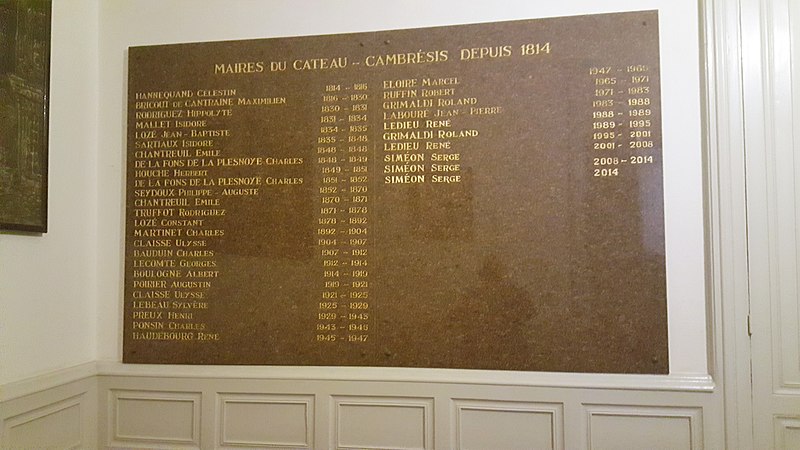 MAIRES DU CATEAU - CAMBRÉSIS DEPUIS 1814
HANNEQUAND CÉLESTIN 1814 - 1816
BRICOUT DE CANTRAINE MAXIMILIEN 1816 - 1830
RODRIGUEZ HIPPOLYTE 1830 - 1831
MALLET ISIDORE 1831 - 1834
LOZÉ JEAN-BAPTISTE 1834 - 1835
SARTIAUX ISIDORE 1835 - 1848
CHANTREUIL EMILE 1848 - 1848
DE LA FONS DE LA PLESNOYE CHARLES 1848 - 1849
HOUCHE HERBERT 1849 - 1851
DE LA FONS DE LA PLESNOYE CHARLES 1851 - 1852
SEYDOUX PHILIPPE - AUGUSTE 1852 - 1870
CHANTREUIL EMILE 1870 - 1871
TRUFFOT RODRIGUEZ 1871 - 1878
LOZÉ CONSTANT 1878 - 1892
MARTINET CHARLES 1892 - 1904
CLAISSE ULYSSE 1904 - 1907
BAUDUIN CHARLES 1907 - 1912
LECOMTE GEORGES 1912 - 1914
BOULOGNE ALBERT 1914 - 1919
POIRIER AUGUSTIN 1919 - 1921
CLAISSE ULYSSE 1921 - 1925
LEBEAU SYLVÈRE 1925 - 1929
PREUX HENRI 1929 - 1943
PONSIN CHARLES 1943 -
HAUDEBOURG RENÉ 1945 - 1947
ELOIRE MARCEL 1947 - 1965
RUFFIN ROBERT 1965 - 1971
GRIMALDI ROLAND 1971 - 1983
LABOURÉ JEAN - PIERRE 1983 - 1988
LEDIEU RENÉ 1988 - 1989
GRIMALDI ROLAND 1989 - 1995
LEDIEU RENÉ 1995 - 2001
SIMÉON SERGE 2001 - 2008
SIMÉON SERGE 2008 - 2014
SIMÉON SERGE 2014